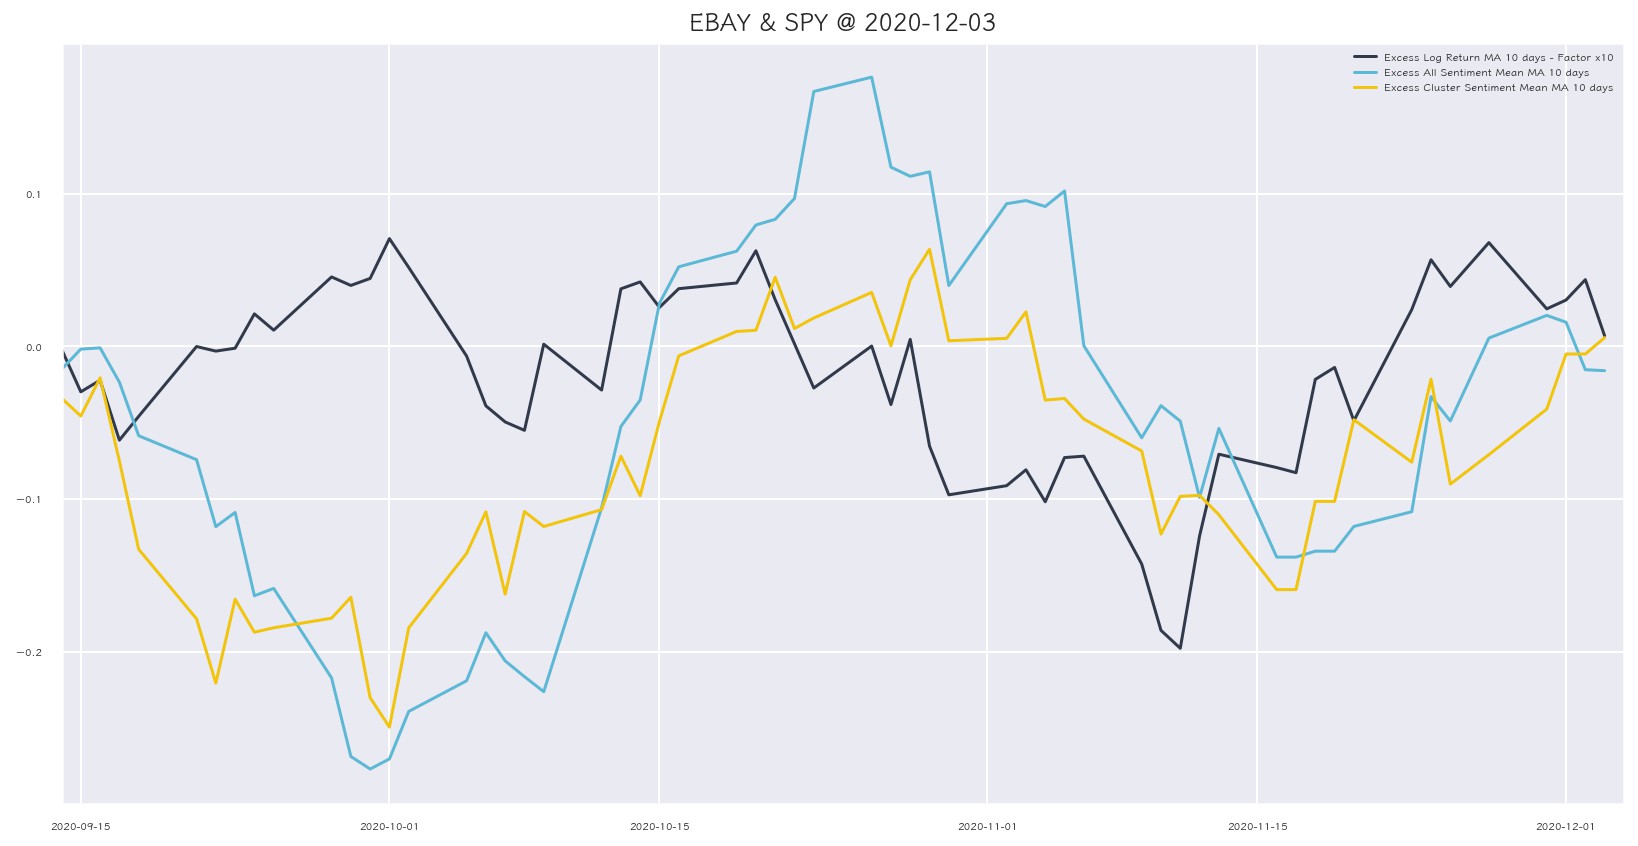 EBAY & SPY @ 2020-12-03
Excess Log Return MA 10 days - Factor x10
Excess All Sentiment Mean MA 10 days
Excess Cluster Sentiment Mean MA 10 days
0.1
0.0
−0.1
−0.2
2020-09-15
2020-10-01
2020-10-15
2020-11-01
2020-11-15
2020-12-01